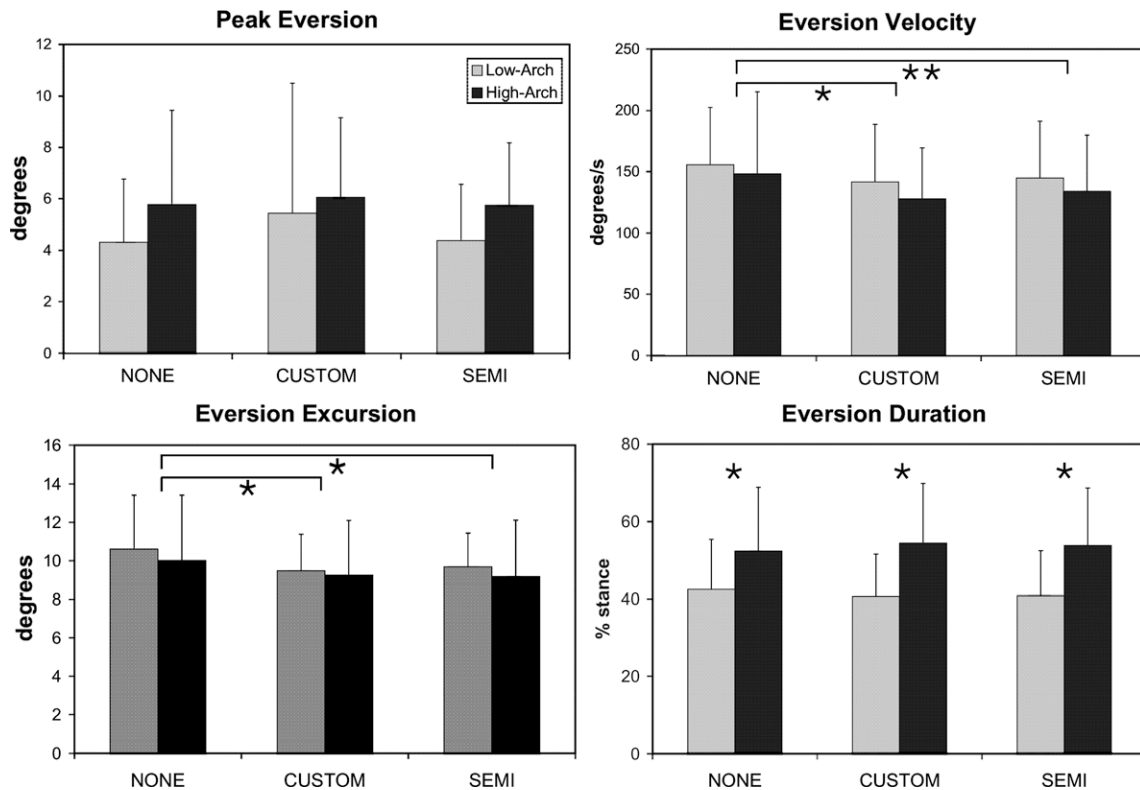 Peak Eversion
12
10
8
6
4
2
0
degrees
Low-Arch
High-Arch
NONE CUSTOM SEMI
Eversion Velocity
250
200
150
100
50
0
degrees/s
* **
NONE CUSTOM SEMI
Eversion Excursion
16
14
12
10
8
6
4
2
0
degrees
* *
NONE CUSTOM SEMI
Eversion Duration
80
60
40
20
0
% stance
* * *
NONE CUSTOM SEMI